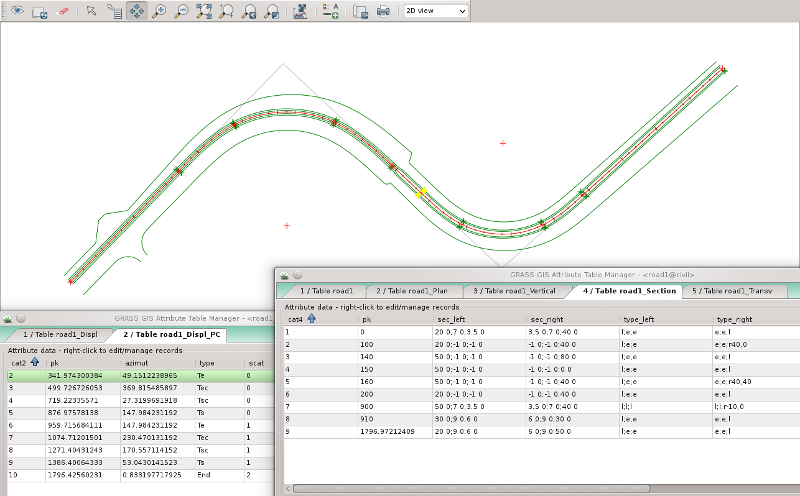 2D view
GRASS GIS Attribute Table Manager - <road1@civil>
1 / Table road1 2 / Table road1_Plan 3 / Table road1_Vertical 4 / Table road1_Section 5 / Table road1_Transv
Attribute data - right-click to edit/manage records
cat4 pk sec_left sec_right type_left type_right
1 0 20 0;7 0;3.5 0 3.5 0;7 0;40 0 l;e;e e;e;l
2 100 20 0;-1 0;-1 0 -1 0;-1 0;40 0 l;e;e e;e;r40,0
3 140 50 0;-1 0;-1 0 -1 0;-1 0;80 0 l;e;e e;e;l
4 150 50 0;-1 0;-1 0 -1 0;-1 0;0 0 l;e;e e;e;l
5 160 50 0;-1 0;-1 0 -1 0;-1 0;40 0 l;e;e e;e;r40,40
6 200 20 0;-1 0;-1 0 -1 0;-1 0;40 0 l;e;e e;e;l
7 900 50 0;7 0;3.5 0 3.5 0;7 0;40 0 l;l;l l;l;r-10,0
8 910 30 0;9 0;6 0 6 0;9 0;30 0 l;e;e e;e;l
9 1796.97212409 20 0;9 0;6 0 6 0;9 0;50 0 l;e;e e;e;l
GRASS GIS Attribute Table Manager - <road1
1 / Table road1_Displ 2 / Table road1_Displ_PC
Attribute data - right-click to edit/manage records
cat2 pk azimut type scat
2 341.974300384 49.1512238965 Te 0
3 499.726726053 369.815485897 Tec 0
4 719.22335571 27.3199691918 Tsc 0
5 876.97578138 147.984231192 Ts 0
6 959.715684111 147.984231192 Te 1
7 1074.71201501 230.470131192 Tec 1
8 1271.40431243 170.557114152 Tsc 1
9 1386.40064333 53.0430141523 Ts 1
10 1796.42560231 0.833197717925 End 2